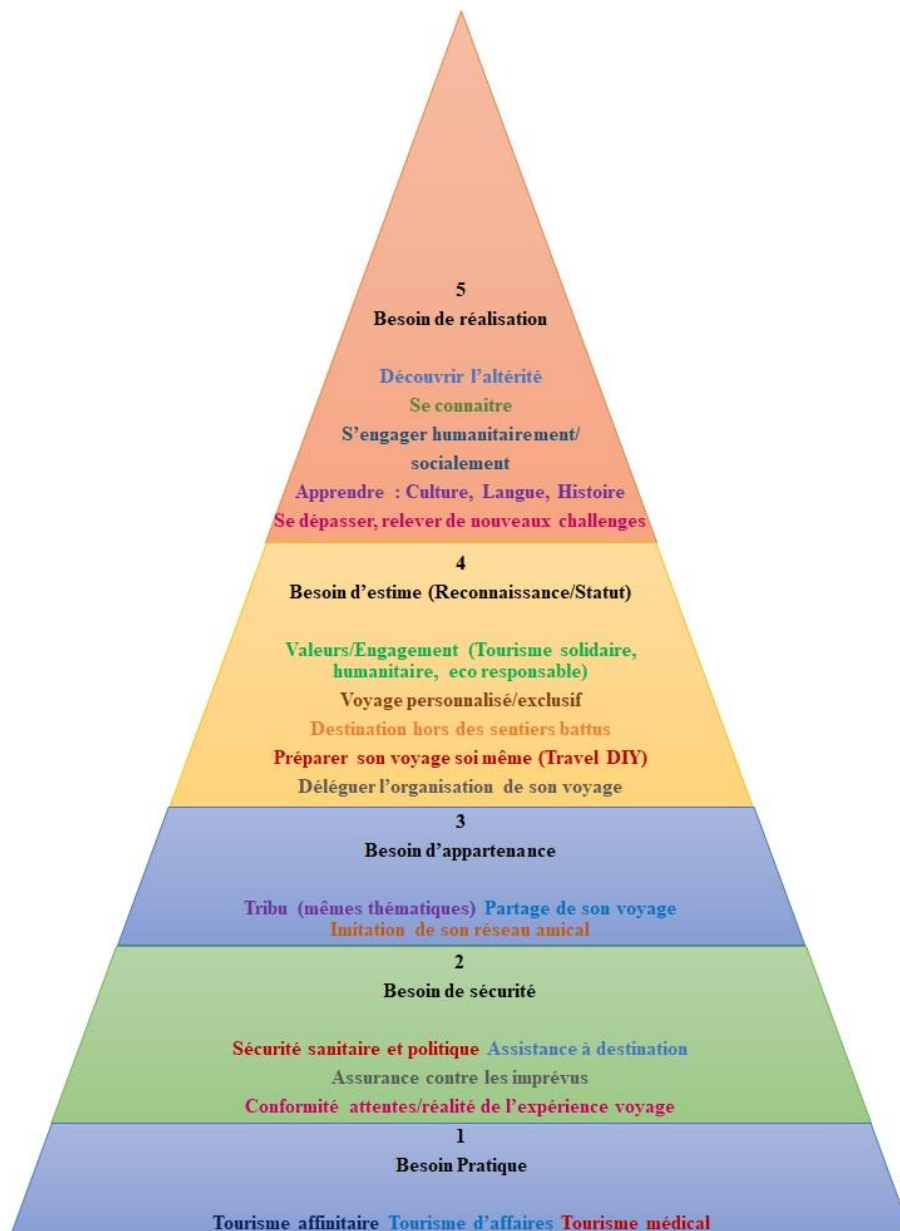 5
Besoin de réalisation
Découvrir l’altérité
Se connaitre
S’engager humanitairement/
socialement
Apprendre : Culture, Langue, Histoire
Se dépasser, relever de nouveaux challenges
4
Besoin d’estime (Reconnaissance/Statut)
Valeurs/Engagement (Tourisme solidaire,
humanitaire, eco responsable)
Voyage personnalisé/exclusif
Destination hors des sentiers battus
Préparer son voyage soi même (Travel DIY)
Déléguer l’organisation de son voyage
3
Besoin d’appartenance
Tribu (mêmes thématiques) Partage de son voyage
Imitation de son réseau amical
2
Besoin de sécurité
Sécurité sanitaire et politique Assistance à destination
Assurance contre les imprévus
Conformité attentes/réalité de l’expérience voyage
1
Besoin Pratique
Tourisme affinitaire Tourisme d’affaires Tourisme médical